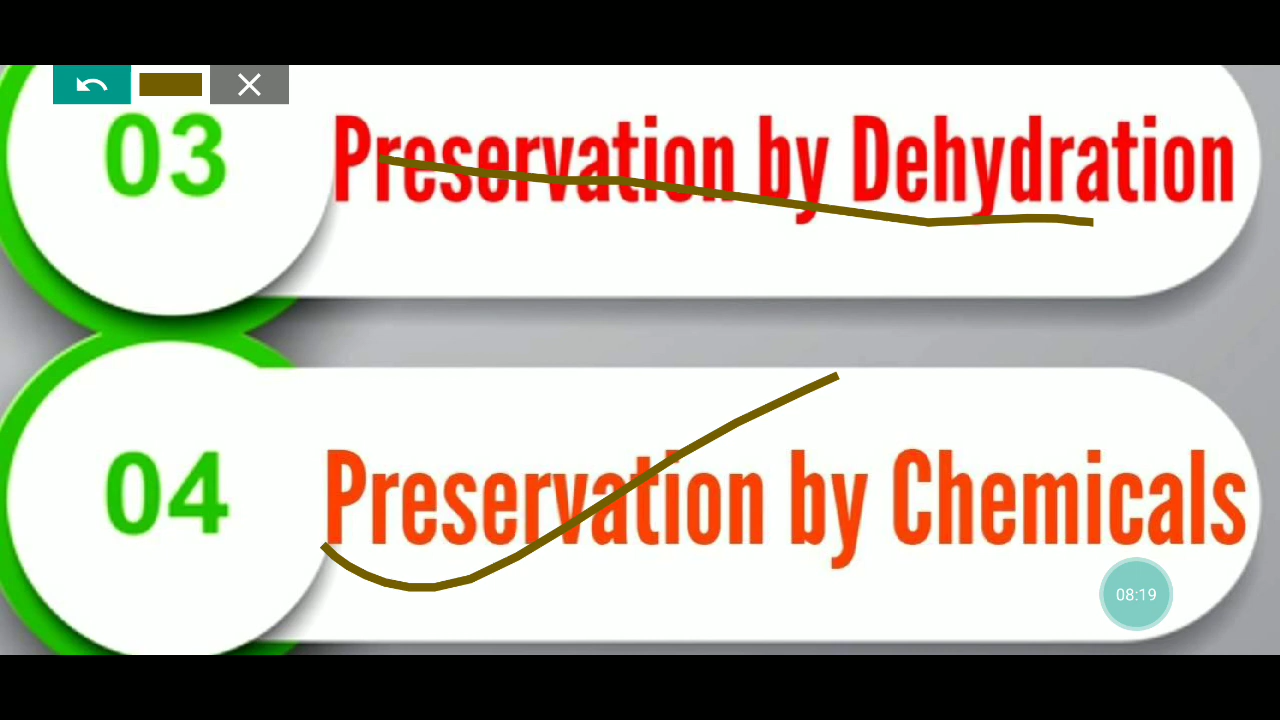 03
Preservation by Dehydration
04
Preservation by Chemicals
08:19